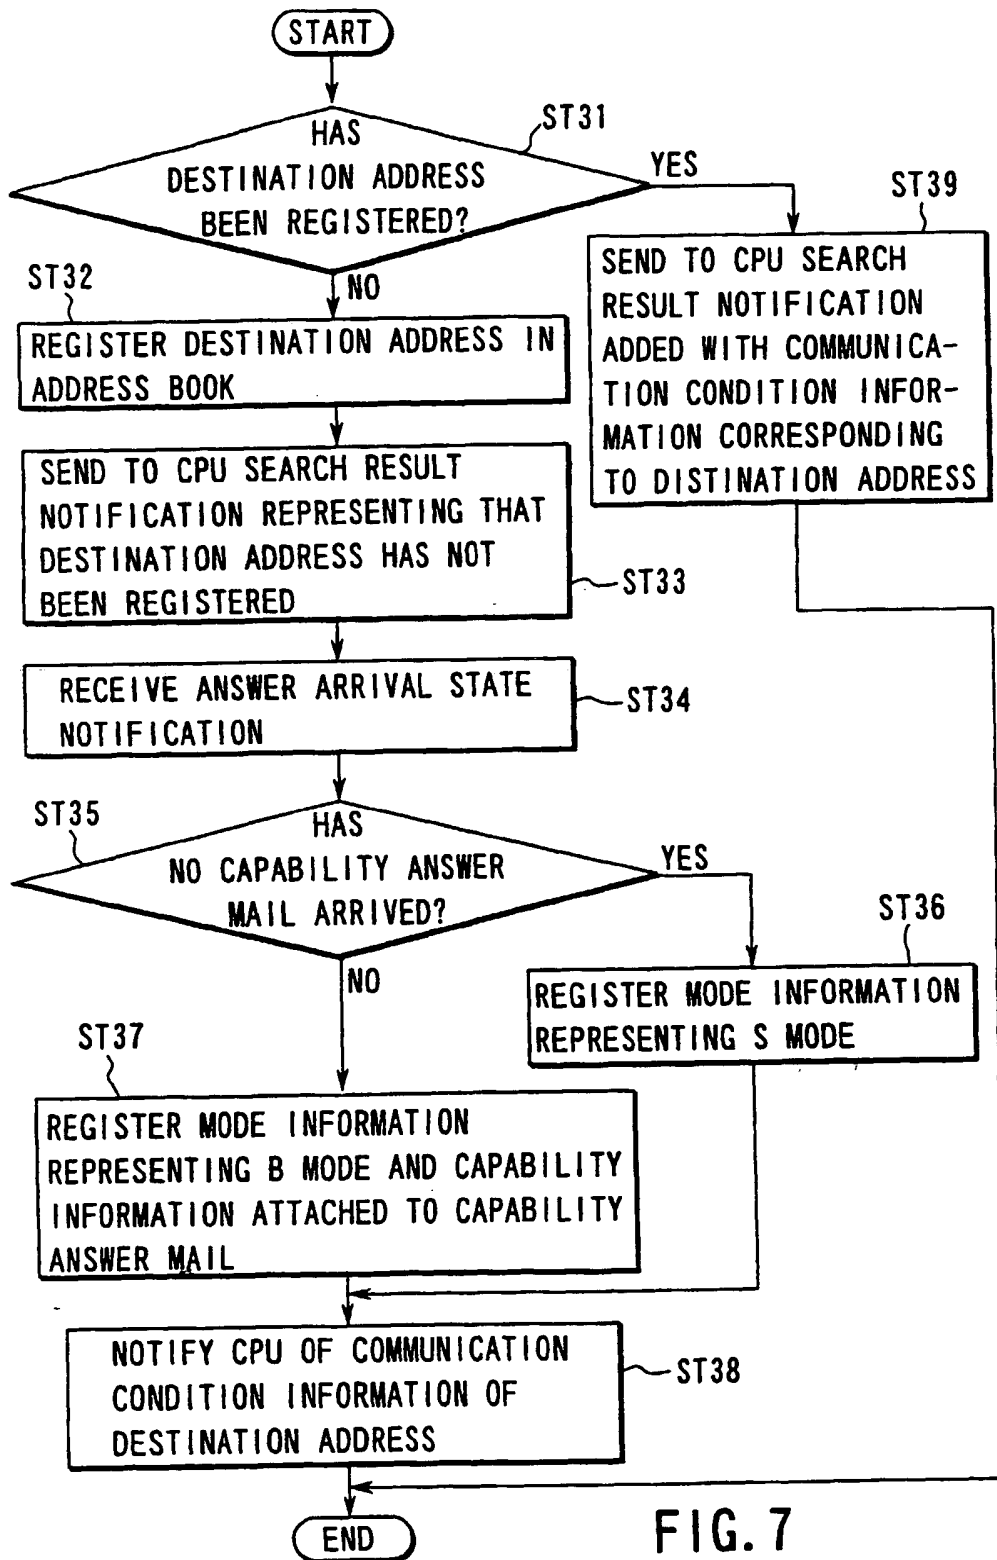 START
HAS
DESTINATION ADDRESS
BEEN REGISTERED?
ST31
YES
NO
ST39
SEND TO CPU SEARCH
RESULT NOTIFICATION
ADDED WITH COMMUNICA-
TION CONDITION INFOR-
MATION CORRESPONDING
TO DISTINATION ADDRESS
ST32
REGISTER DESTINATION ADDRESS IN
ADDRESS BOOK
SEND TO CPU SEARCH RESULT
NOTIFICATION REPRESENTING THAT
DESTINATION ADDRESS HAS NOT
BEEN REGISTERED
ST33
RECEIVE ANSWER ARRIVAL STATE
NOTIFICATION
ST34
ST35
HAS
NO CAPABILITY ANSWER
MAIL ARRIVED?
YES
NO
ST36
REGISTER MODE INFORMATION
REPRESENTING S MODE
ST37
REGISTER MODE INFORMATION
REPRESENTING B MODE AND CAPABILITY
INFORMATION ATTACHED TO CAPABILITY
ANSWER MAIL
NOTIFY CPU OF COMMUNICATION
CONDITION INFORMATION OF
DESTINATION ADDRESS
ST38
END
FIG. 7